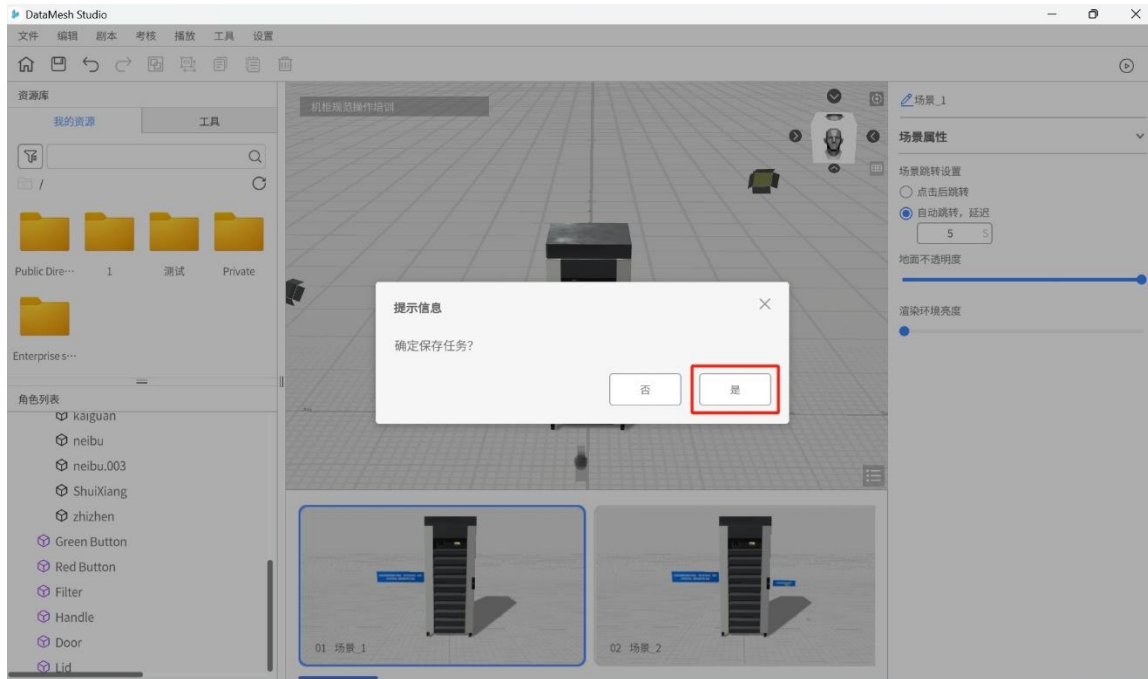 DataMesh Studio
文件 编辑 剧本 考核 播放 工具 设置
资源库
我的资源 工具
/
Public Dire··· 1 测试 Private
Enterprise s···
角色列表
kaiguan
neibu
neibu.003
ShuiXiang
zhizhen
Green Button
Red Button
Filter
Handle
Door
Lid
机柜规范操作培训
提示信息
确定保存任务?
否 是
01 场景_1
02 场景_2
场景_1
场景属性
场景跳转设置
点击后跳转
自动跳转，延迟
5 S
地面不透明度
渲染环境亮度